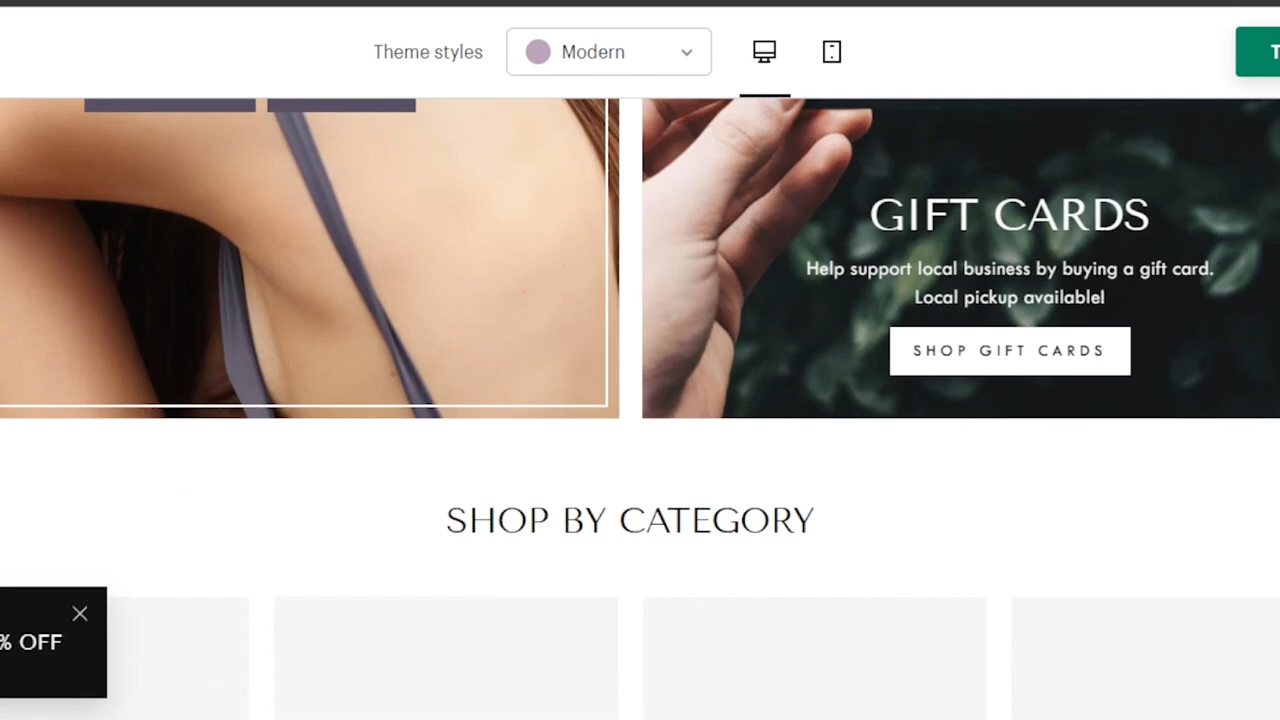 Theme styles
Modern
T
GIFT CARDS
Help support local business by buying a gift card.
Local pickup available!
SHOP GIFT CARDS
SHOP BY CATEGORY
% OFF